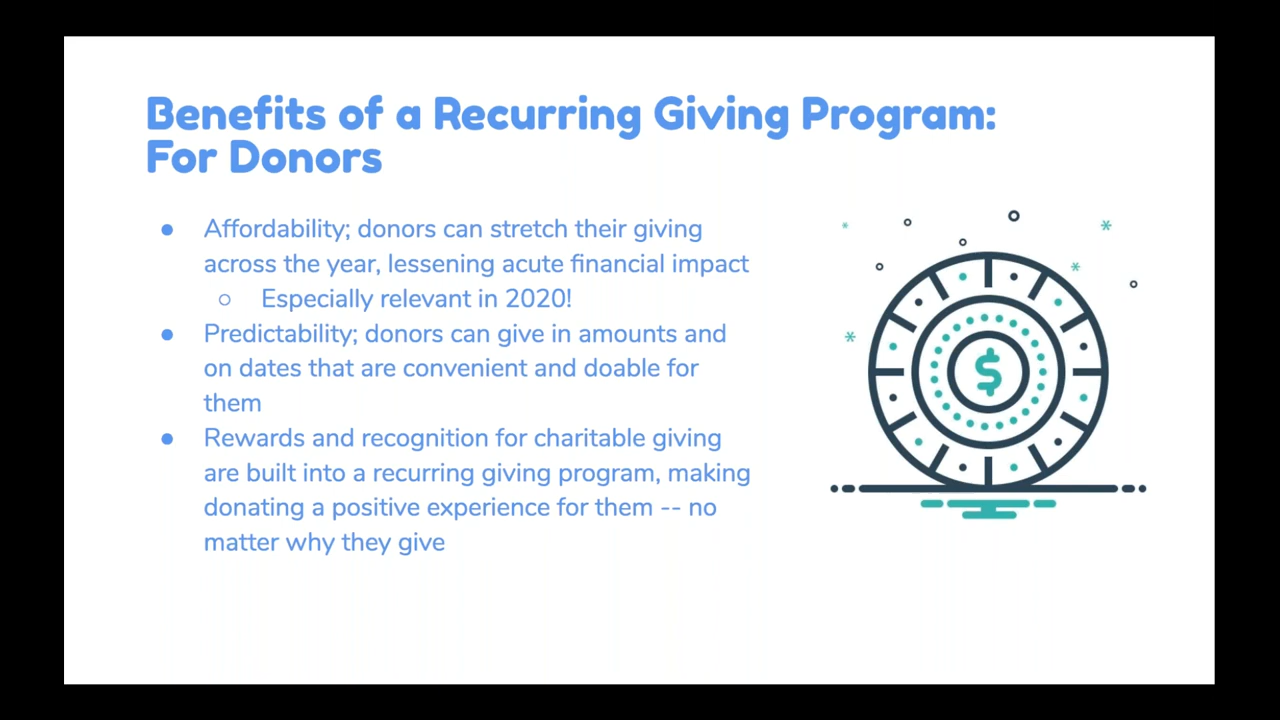 Benefits of a Recurring Giving Program:
For Donors
● Affordability; donors can stretch their giving
across the year, lessening acute financial impact
○ Especially relevant in 2020!
● Predictability; donors can give in amounts and
on dates that are convenient and doable for
them
● Rewards and recognition for charitable giving
are built into a recurring giving program, making
donating a positive experience for them -- no
matter why they give
$